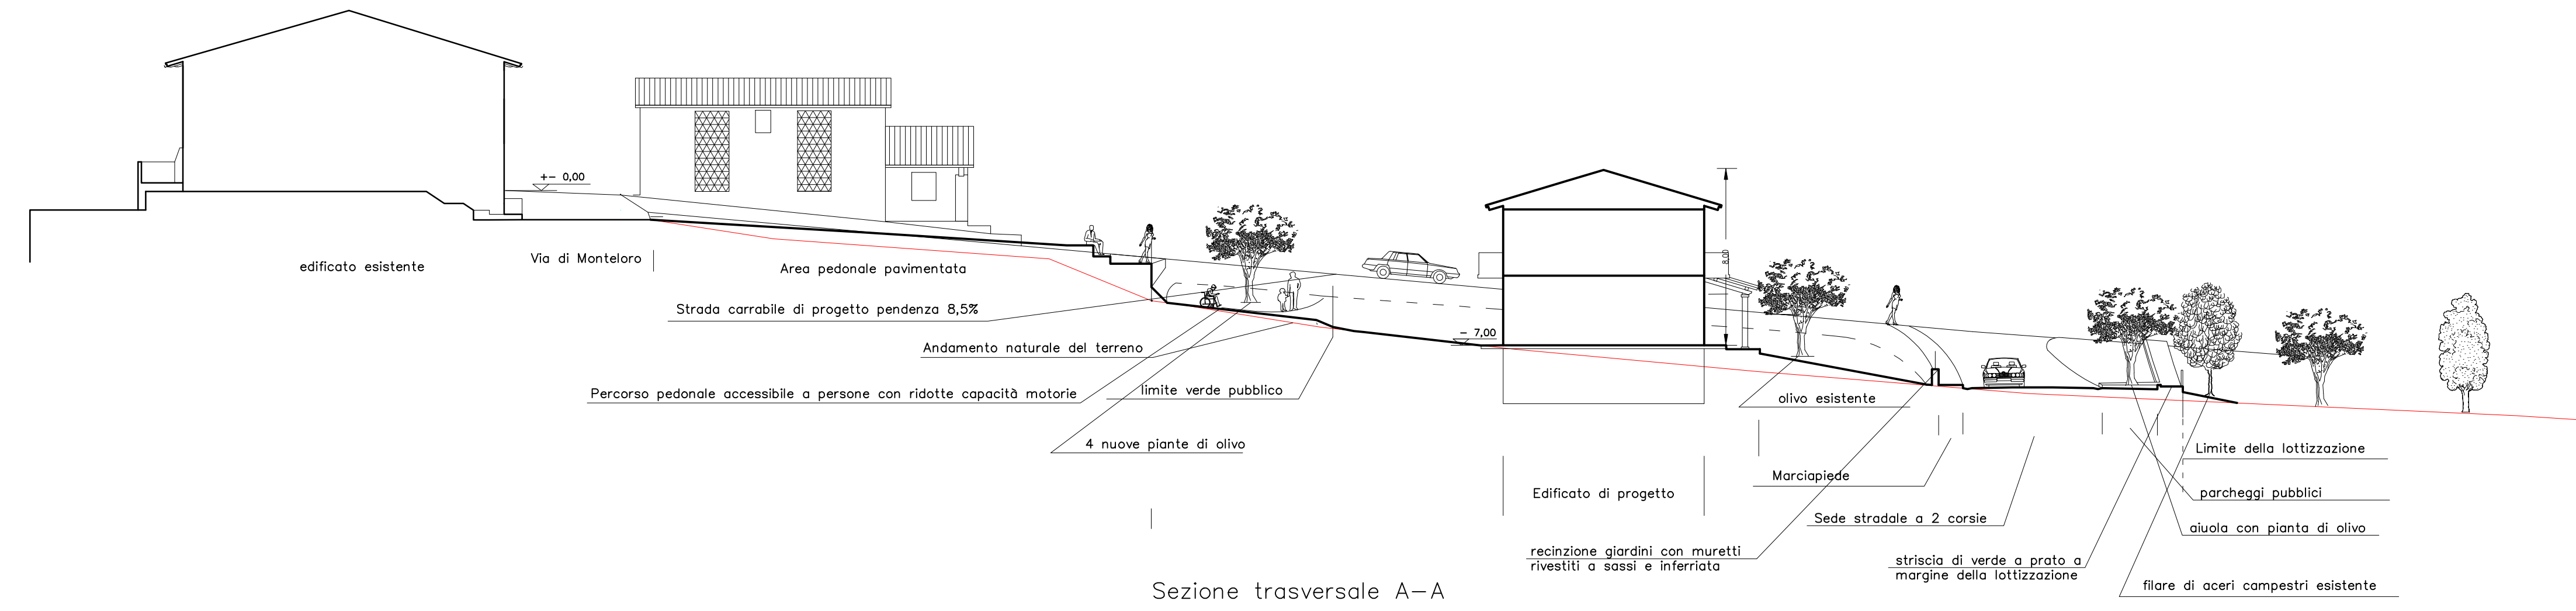 +- 0,00
edificato esistente
Via di Monteloro
Area pedonale pavimentata
Strada carrabile di progetto pendenza 8,5%
Andamento naturale del terreno
Percorso pedonale accessibile a persone con ridotte capacità motorie
limite verde pubblico
4 nuove piante di olivo
- 7,00
8.00
olivo esistente
Edificato di progetto
Marciapiede
Sede stradale a 2 corsie
recinzione giardini con muretti
rivestiti a sassi e inferriata
Limite della lottizzazione
parcheggi pubblici
aiuola con pianta di olivo
striscia di verde a prato a
margine della lottizzazione
filare di aceri campestri esistente
Sezione trasversale A-A